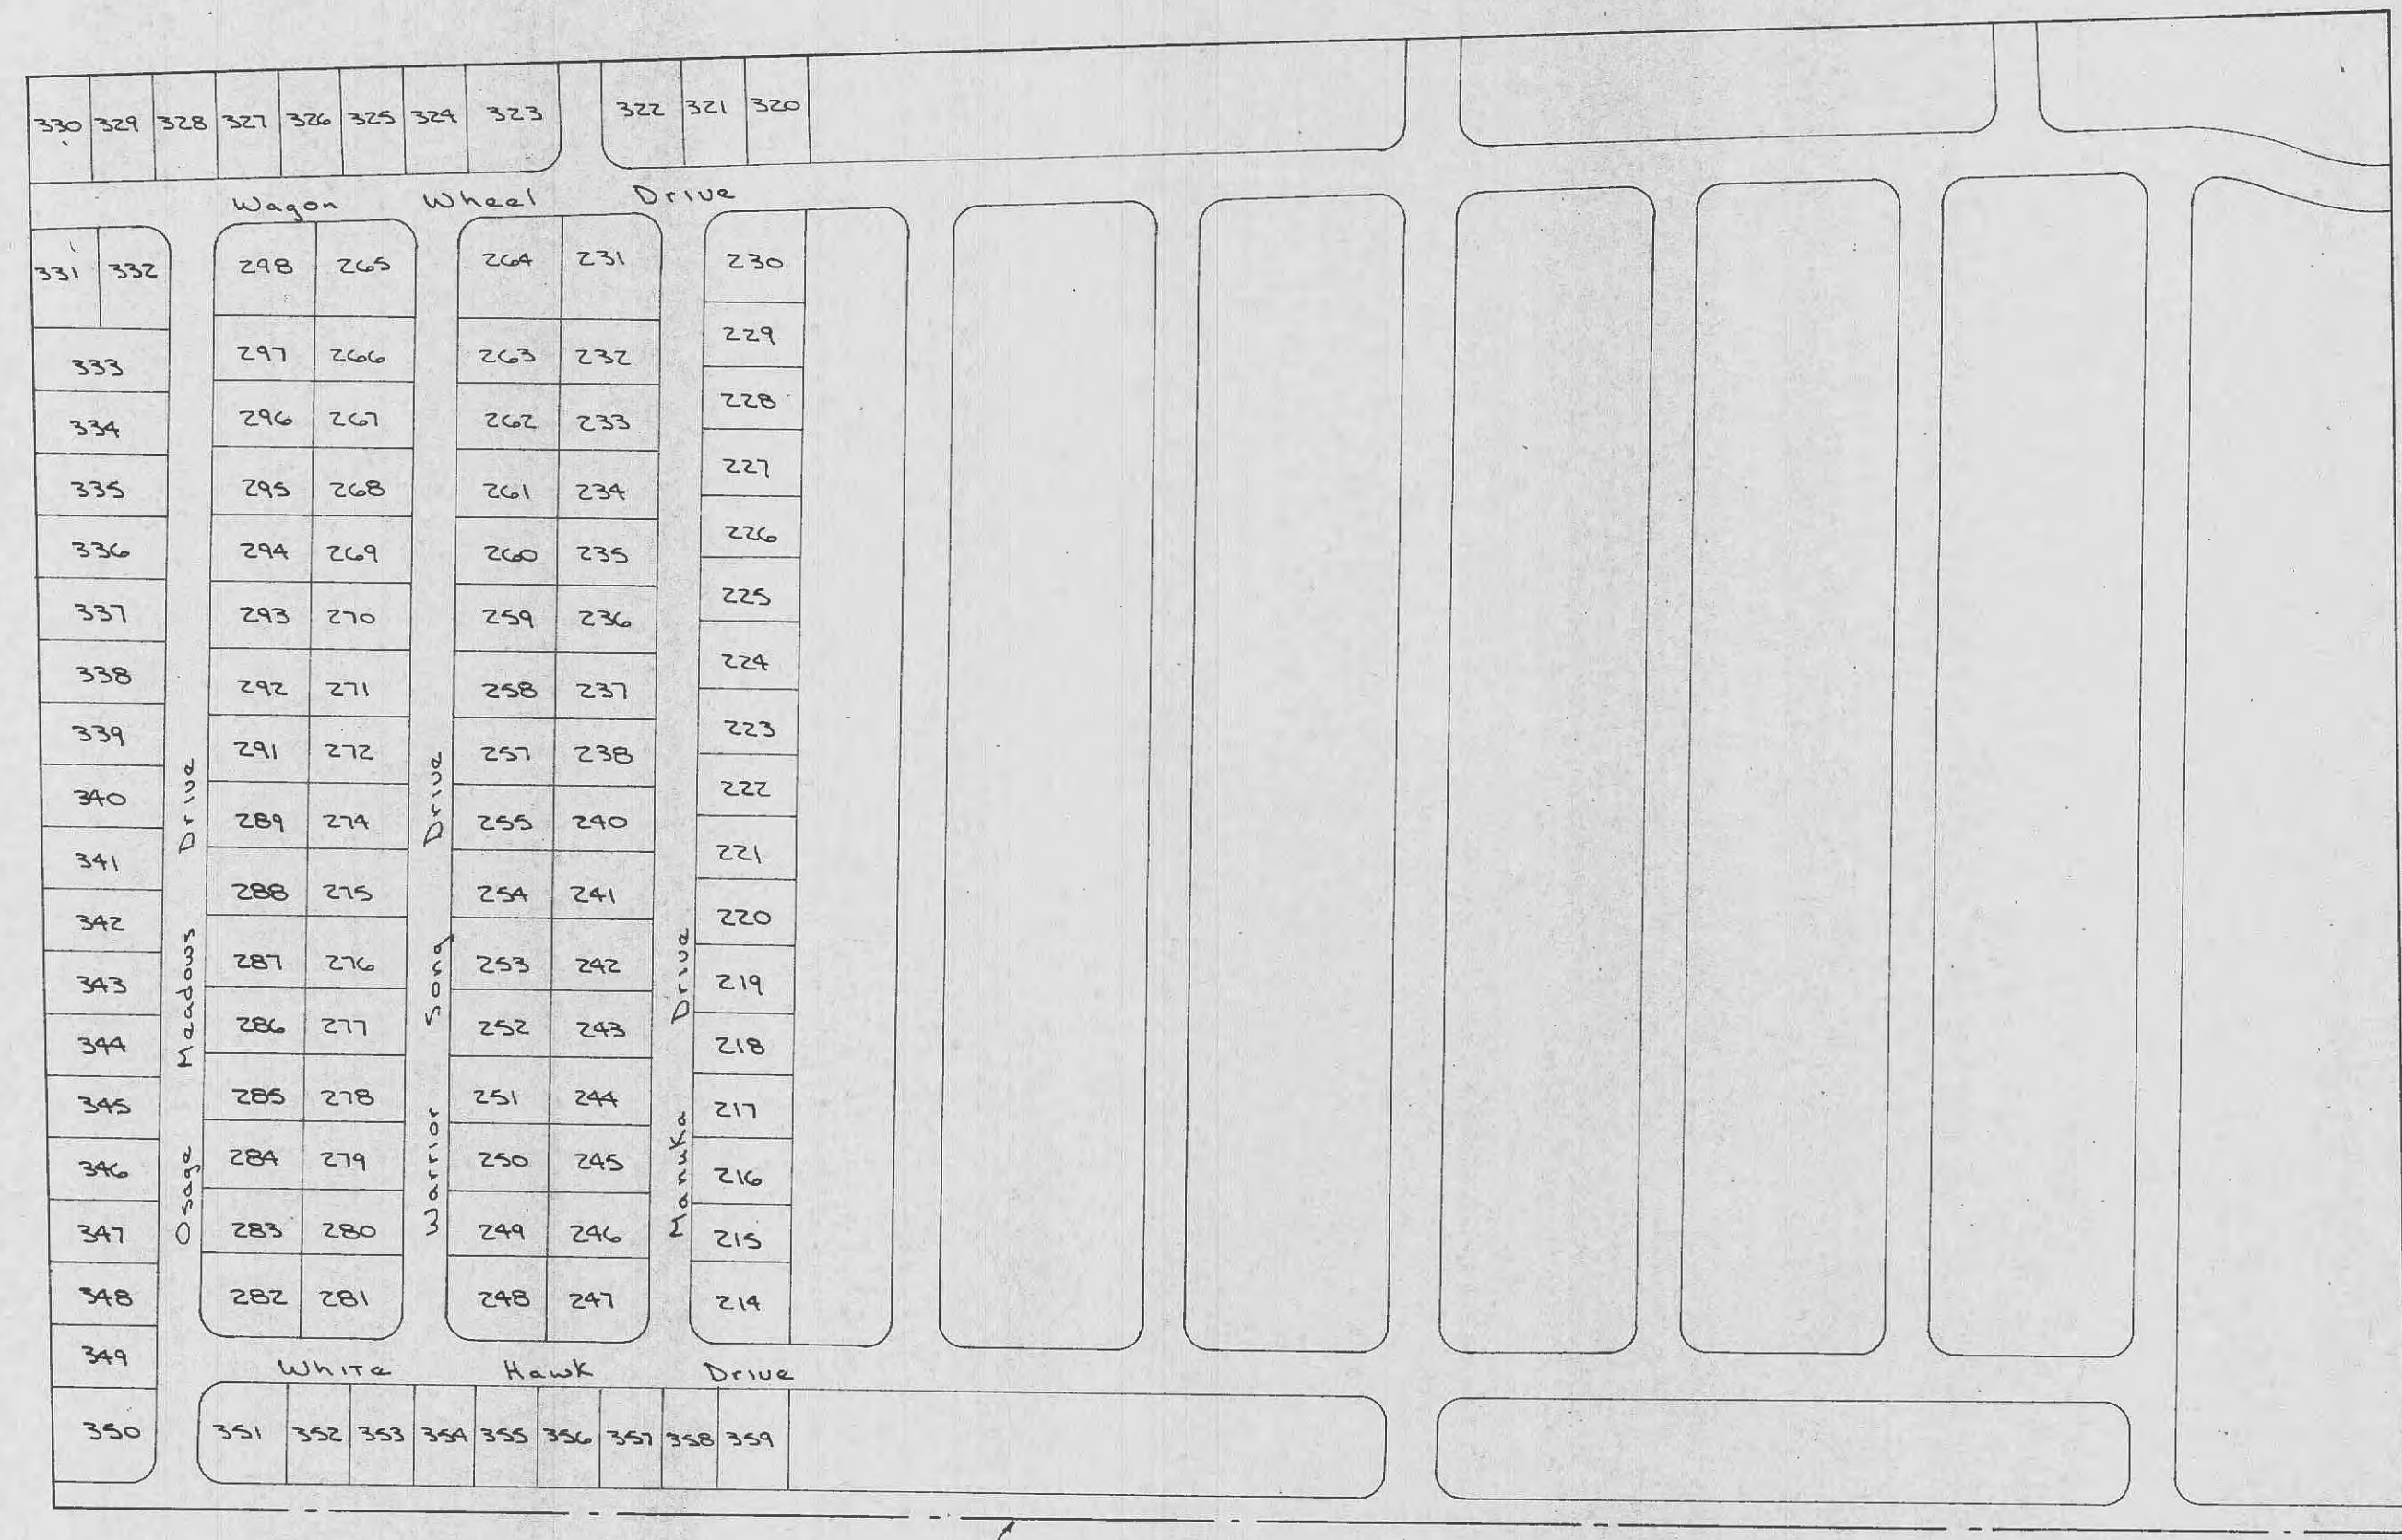 330 329 328 327 326 325 324 323 322 321 320
Wagon Wheel Drive
331 332 298 265 264 231 230
333 297 266 263 232 229
334 296 267 262 233 228
335 295 268 261 234 227
336 294 269 260 235 226
337 293 270 259 236 225
338 292 271 258 237 224
339 291 272 257 238 223
340 289 274 255 240 222
341 288 275 254 241 221
342 287 276 253 242 220
343 286 277 252 243 219
344 285 278 251 244 218
345 284 279 250 245 217
346 283 280 249 246 216
347 282 281 248 247 215
348 214
349
Osage Meadows Drive
Warrior Song Drive
Manuka Drive
White Hawk Drive
350 351 352 353 354 355 356 357 358 359